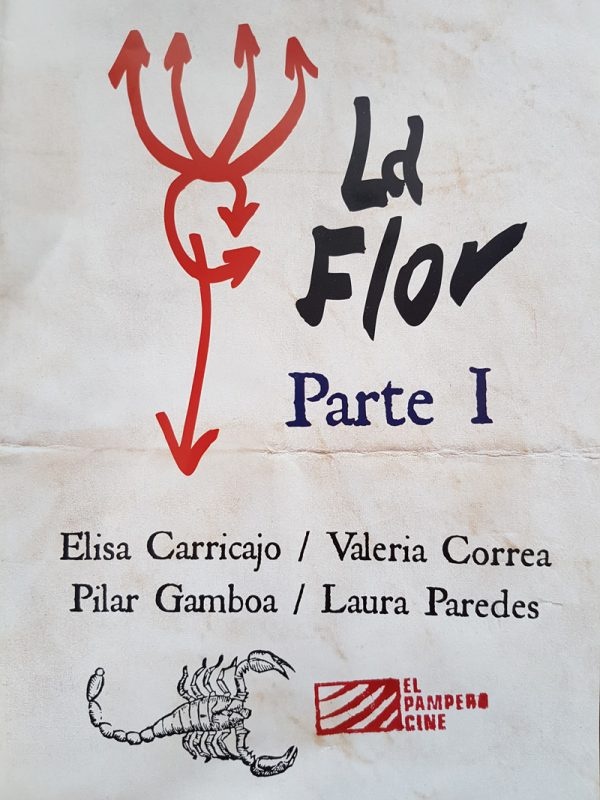 La
Flor
Parte I
Elisa Carricajo / Valeria Correa
Pilar Gamboa / Laura Paredes
EL
PAMPERO
CINE